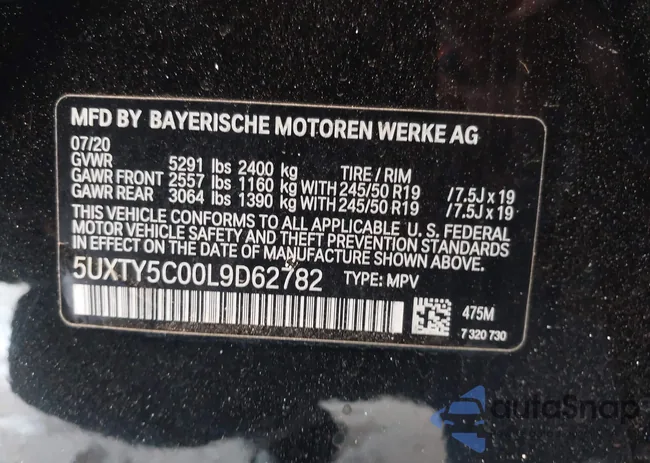 MFD BY BAYERISCHE MOTOREN WERKE AG
07/20
GVWR 5291 lbs 2400 kg TIRE / RIM
GAWR FRONT 2557 lbs 1160 kg WITH 245/50 R19 /7.5J x 19
GAWR REAR 3064 lbs 1390 kg WITH 245/50 R19 /7.5J x 19
THIS VEHICLE CONFORMS TO ALL APPLICABLE U. S. FEDERAL
MOTOR VEHICLE SAFETY AND THEFT PREVENTION STANDARDS
IN EFFECT ON THE DATE OF MANUFACTURE SHOWN ABOVE.
5UXTY5C00L9D62782 TYPE: MPV
475M
7 320 730
autoSnap